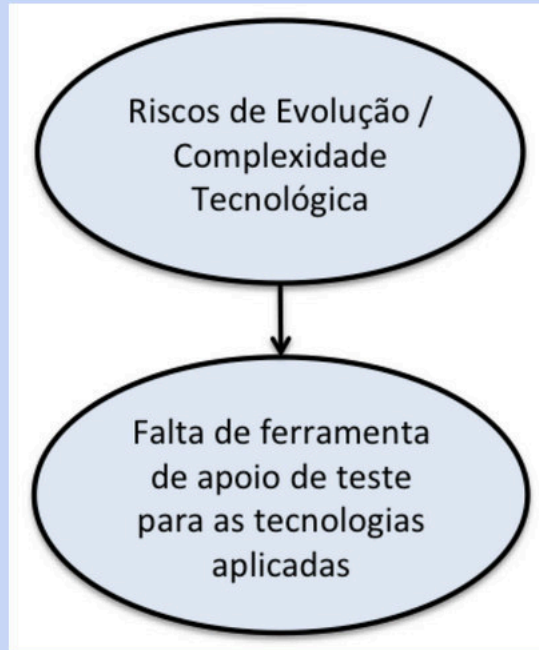 Riscos de Evolução /
Complexidade
Tecnológica
Falta de ferramenta
de apoio de teste
para as tecnologias
aplicadas